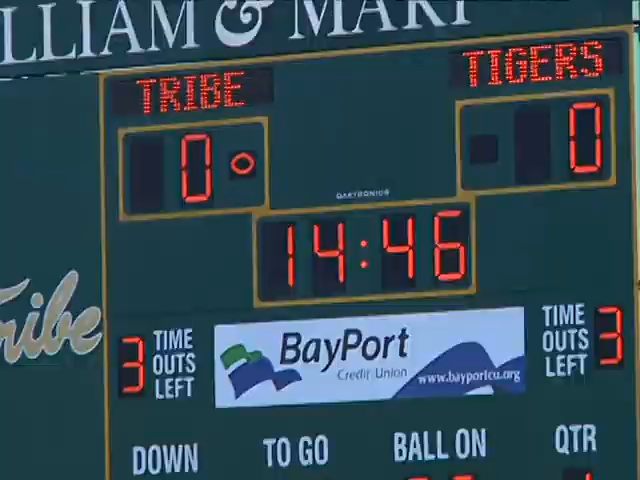 WILLIAM & MARY
TRIBE TIGERS
0 0
DAKTRONICS
14:46
Tribe
3 TIME OUTS LEFT
BayPort
Credit Union
www.bayportcu.org
TIME OUTS LEFT 3
DOWN TO GO BALL ON QTR